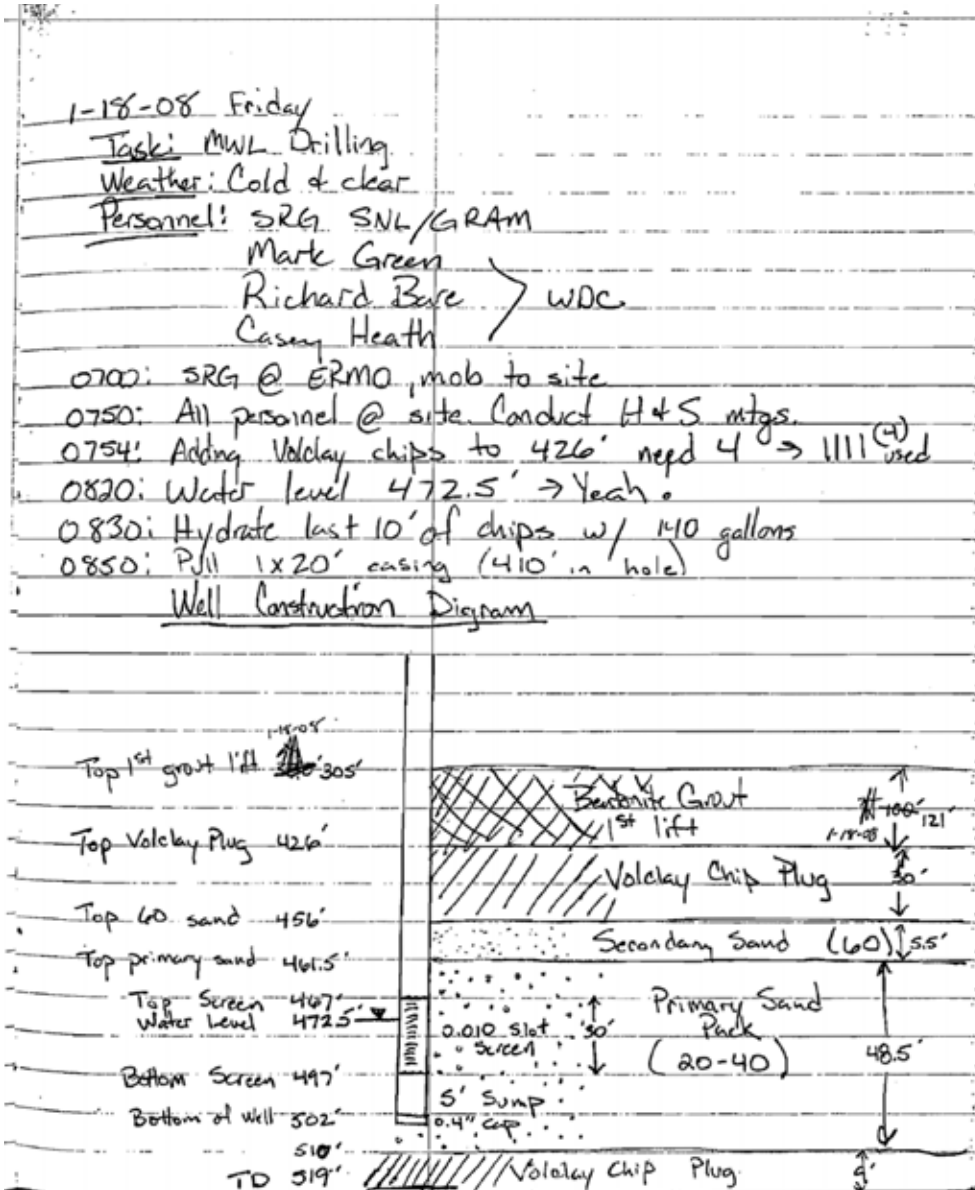 1-18-08 Friday
Task: MWL Drilling
Weather: Cold & clear
Personnel: SRG SNL/GRAM
Mark Green
Richard Bare > WDC
Casey Heath
0700: SRG @ ERMO, mob to site
0750: All personnel @ site. Conduct H & S mtgs.
0754: Adding Volclay chips to 426' need 4 → 1111 (4) used
0820: Water level 472.5' → Yeah.
0830: Hydrate last 10' of chips w/ 140 gallons
0850: Pull 1x20' casing (410' in hole)
Well Construction Digram
1-18-08
Top 1st grout lift 305'
Bentonite Grout
1st lift
100' 121'
1-18-08
Top Volclay Plug 426'
Volclay Chip Plug 30'
Top 60 sand 456'
Secondary Sand (60) 5.5'
Top primary sand 461.5'
Top Screen 467'
Water Level 472.5'
0.010 Slot
Screen
30'
Primary Sand
Pack
(20-40)
48.5'
Bottom Screen 497'
5' Sump
Bottom of Well 502'
0.4" cap
510'
TD 519'
Volclay Chip Plug 9'